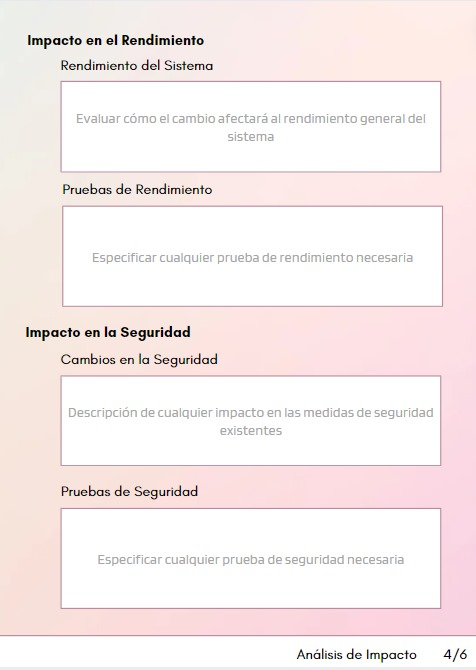 Impacto en el Rendimiento
Rendimiento del Sistema
Evaluar cómo el cambio afectará al rendimiento general del
sistema
Pruebas de Rendimiento
Especificar cualquier prueba de rendimiento necesaria
Impacto en la Seguridad
Cambios en la Seguridad
Descripción de cualquier impacto en las medidas de seguridad
existentes
Pruebas de Seguridad
Especificar cualquier prueba de seguridad necesaria
Análisis de Impacto 4/6